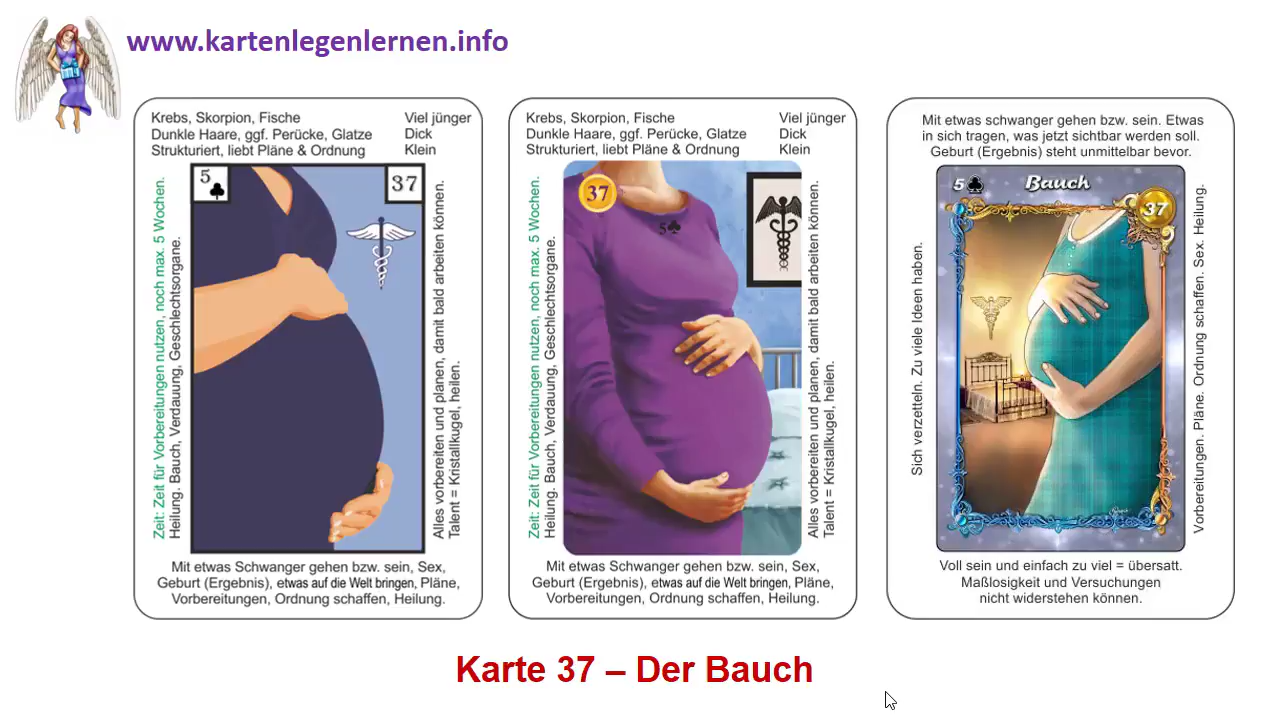 www.kartenlegenlernen.info
Krebs, Skorpion, Fische
Dunkle Haare, ggf. Perücke, Glatze
Strukturiert, liebt Pläne & Ordnung
Viel jünger
Dick
Klein
5
37
Zeit: Zeit für Vorbereitungen nutzen, noch max. 5 Wochen.
Heilung. Bauch, Verdauung, Geschlechtsorgane.
Alles vorbereiten und planen, damit bald arbeiten können.
Talent = Kristallkugel, heilen.
Mit etwas Schwanger gehen bzw. sein, Sex,
Geburt (Ergebnis), etwas auf die Welt bringen, Pläne,
Vorbereitungen, Ordnung schaffen, Heilung.
Krebs, Skorpion, Fische
Dunkle Haare, ggf. Perücke, Glatze
Strukturiert, liebt Pläne & Ordnung
Viel jünger
Dick
Klein
37
5
Zeit: Zeit für Vorbereitungen nutzen, noch max. 5 Wochen.
Heilung. Bauch, Verdauung, Geschlechtsorgane.
Alles vorbereiten und planen, damit bald arbeiten können.
Talent = Kristallkugel, heilen.
Mit etwas Schwanger gehen bzw. sein, Sex,
Geburt (Ergebnis), etwas auf die Welt bringen, Pläne,
Vorbereitungen, Ordnung schaffen, Heilung.
Mit etwas schwanger gehen bzw. sein. Etwas
in sich tragen, was jetzt sichtbar werden soll.
Geburt (Ergebnis) steht unmittelbar bevor.
5
Bauch
37
Sich verzetteln. Zu viele Ideen haben.
Vorbereitungen. Pläne. Ordnung schaffen. Sex. Heilung.
Voll sein und einfach zu viel = übersatt.
Maßlosigkeit und Versuchungen
nicht widerstehen können.
Karte 37 – Der Bauch